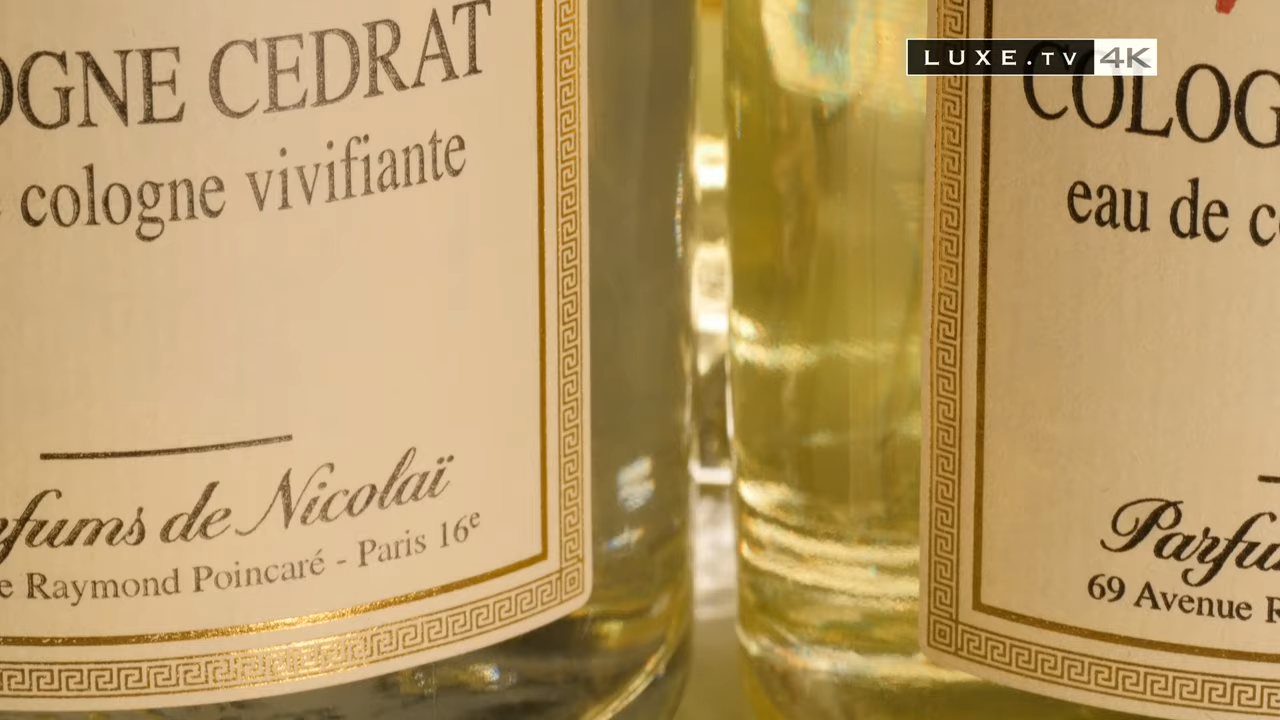 OGNE CEDRAT
cologne vivifiante
rfums de Nicolaï
e Raymond Poincaré - Paris 16e
LUXE.TV 4K
COLOG
eau de c
Parfu
69 Avenue R